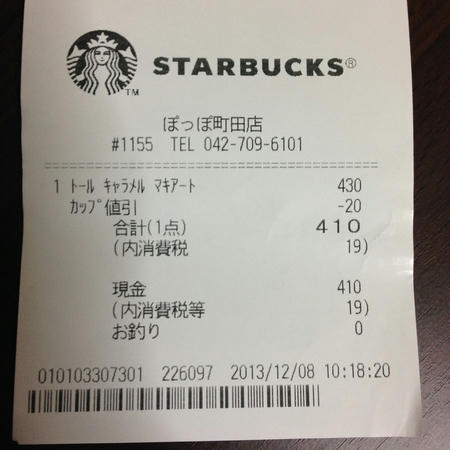 STARBUCKS®
TM
ぽっぽ町田店
#1155 TEL 042-709-6101
1 ﾄｰﾙ ｷｬﾗﾒﾙ ﾏｷｱｰﾄ 430
ｶｯﾌﾟ値引 -20
合計(1点) 410
(内消費税 19)
現金 410
(内消費税等 19)
お釣り 0
010103307301 226097 2013/12/08 10:18:20